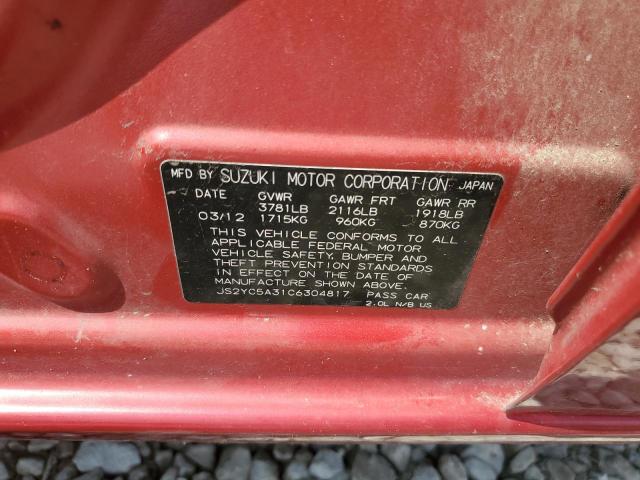 MFD BY SUZUKI MOTOR CORPORATION JAPAN
DATE GVWR GAWR FRT GAWR RR
3781LB 2116LB 1918LB
03/12 1715KG 960KG 870KG
THIS VEHICLE CONFORMS TO ALL
APPLICABLE FEDERAL MOTOR
VEHICLE SAFETY, BUMPER AND
THEFT PREVENTION STANDARDS
IN EFFECT ON THE DATE OF
MANUFACTURE SHOWN ABOVE.
JS2YC5A31C6304817 PASS CAR
2.0L N/B US